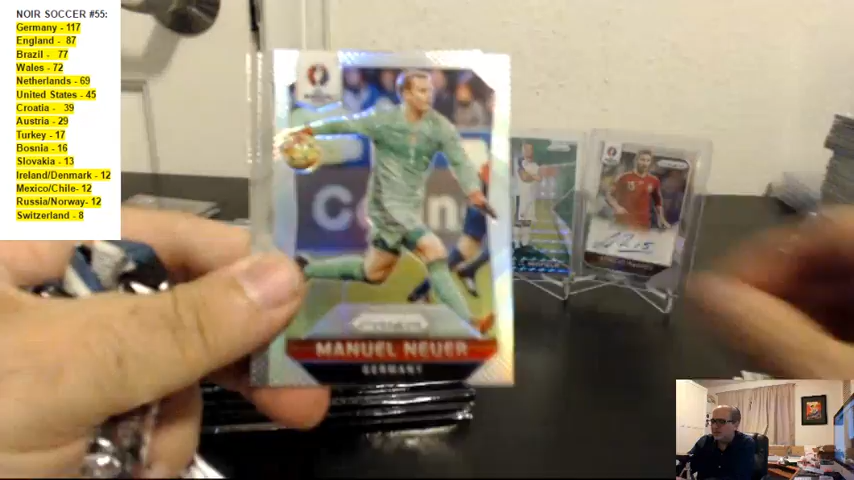 NOIR SOCCER #55:
Germany - 117
England - 87
Brazil - 77
Wales - 72
Netherlands - 69
United States - 45
Croatia - 39
Austria - 29
Turkey - 17
Bosnia - 16
Slovakia - 13
Ireland/Denmark - 12
Mexico/Chile- 12
Russia/Norway- 12
Switzerland - 8
PRIZM
MANUEL NEUER
GERMANY